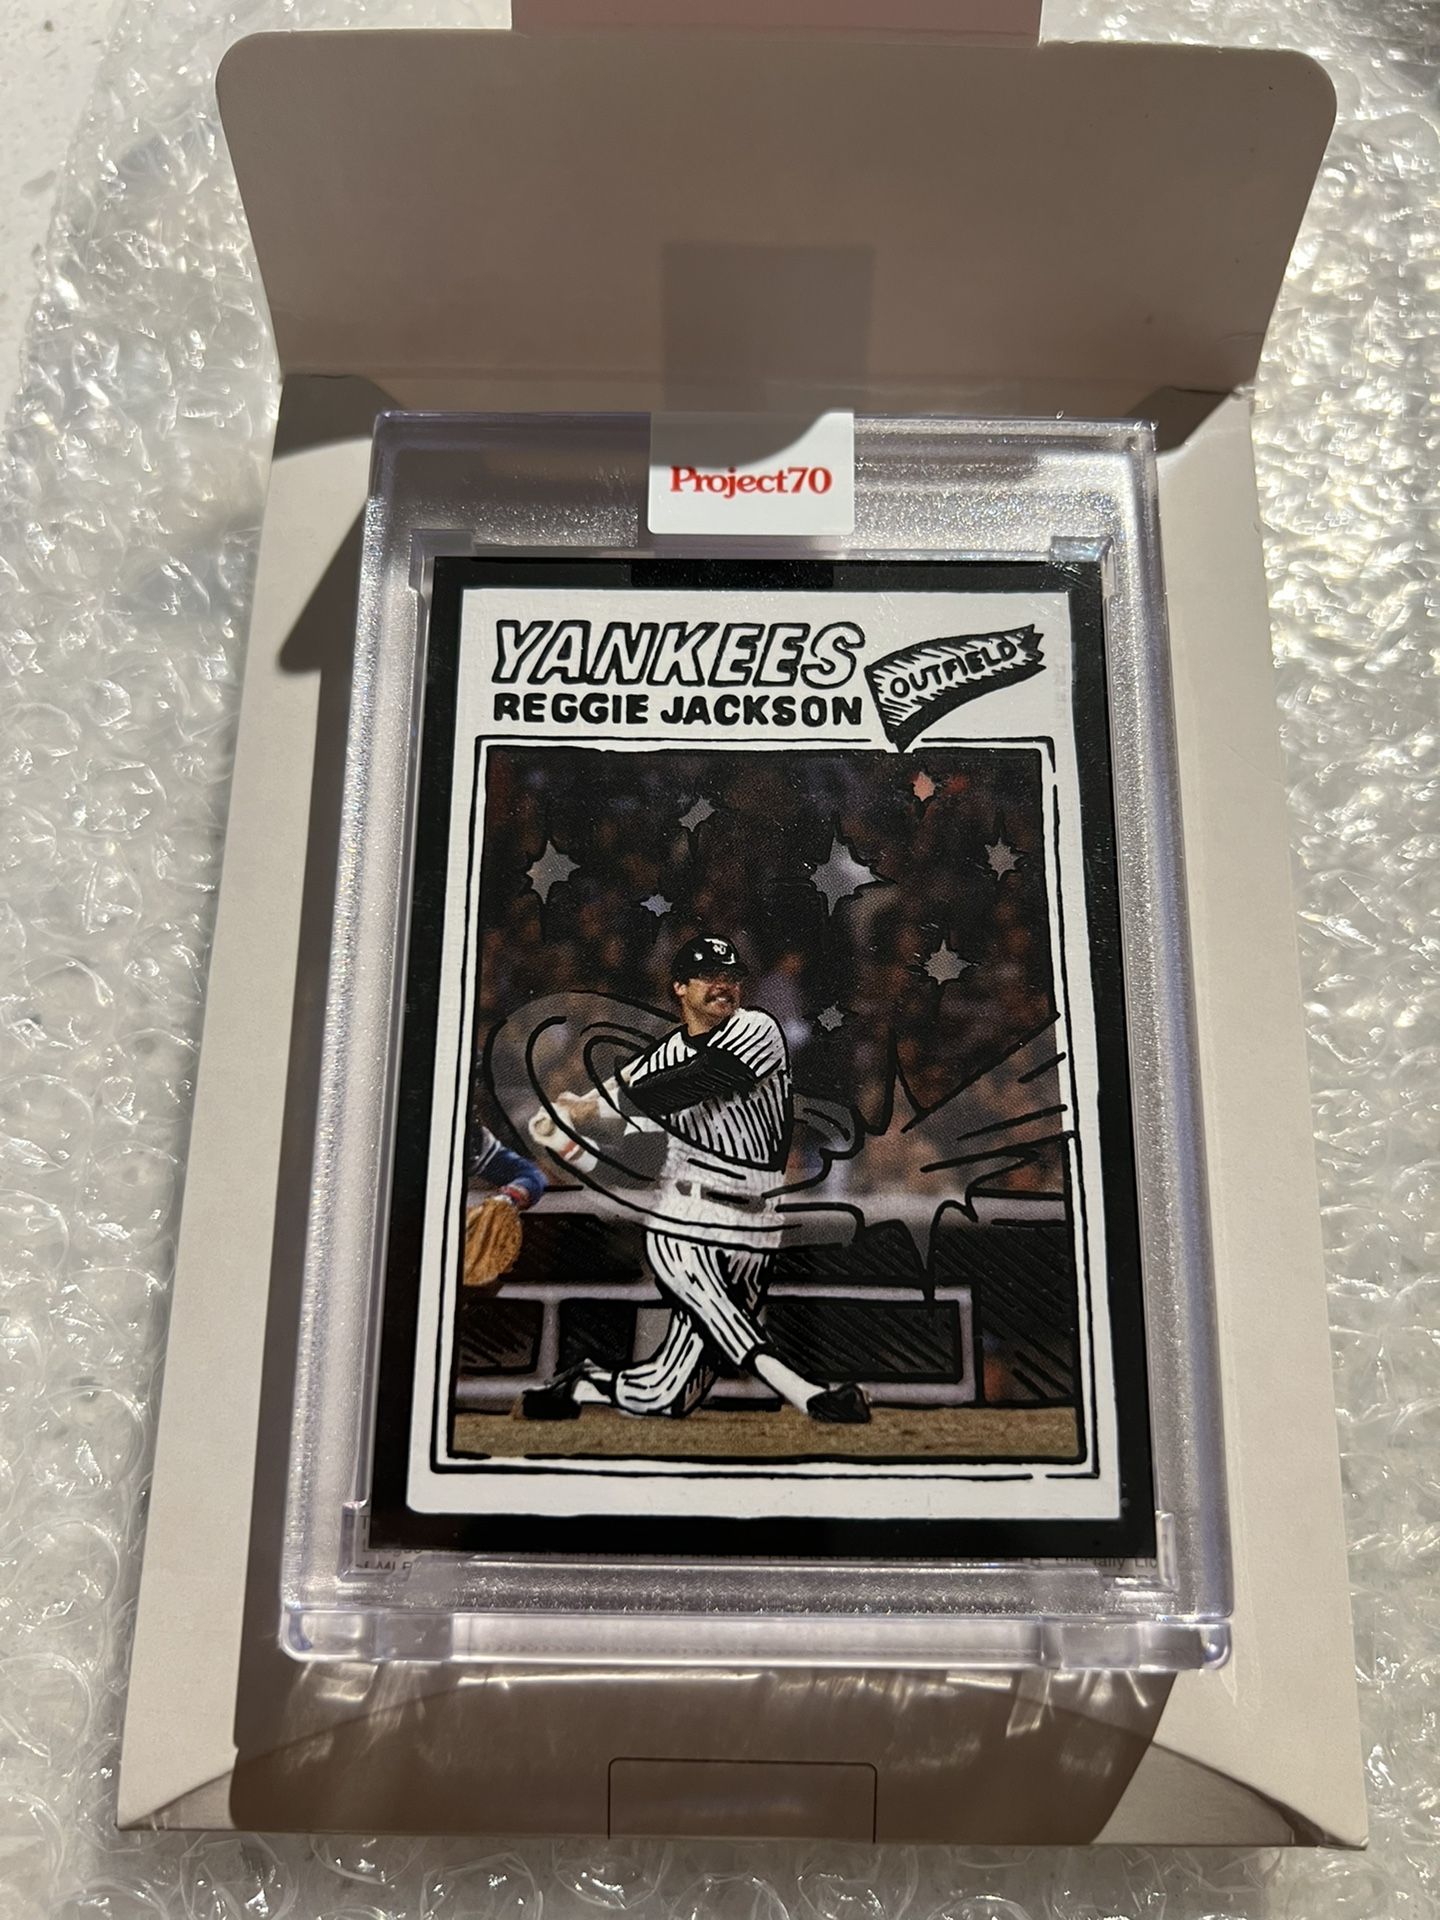 Project70
YANKEES
REGGIE JACKSON
OUTFIELD